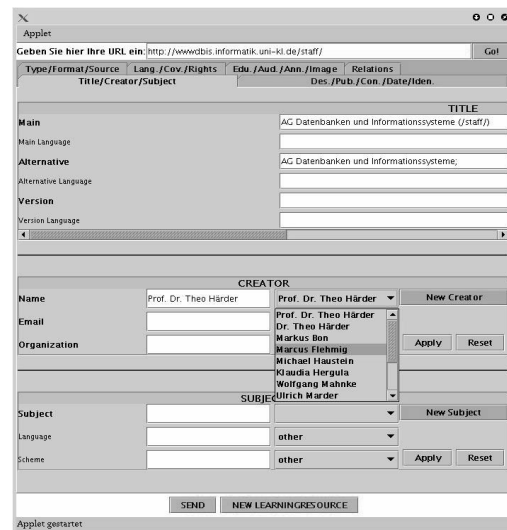 Applet
Geben Sie hier Ihre URL ein: http://wwwdbis.informatik.uni-kl.de/staff/ Go!
Type/Format/Source Lang./Cov./Rights Edu./Aud./Ann./Image Relations
Title/Creator/Subject Des./Pub./Con./Date/Iden.
TITLE
Main AG Datenbanken und Informationssysteme (/staff/)
Main Language
Alternative AG Datenbanken und Informationssysteme;
Alternative Language
Version
Version Language
CREATOR
Name Prof. Dr. Theo Härder Prof. Dr. Theo Härder New Creator
Prof. Dr. Theo Härder
Email Dr. Theo Härder
Markus Bon
Organization Marcus Flehmig Apply Reset
Michael Haustein
Klaudia Hergula
Wolfgang Mahnke
SUBJEC Ulrich Marder
Subject New Subject
Language other
Scheme other Apply Reset
SEND NEW LEARNINGRESOURCE
Applet gestartet